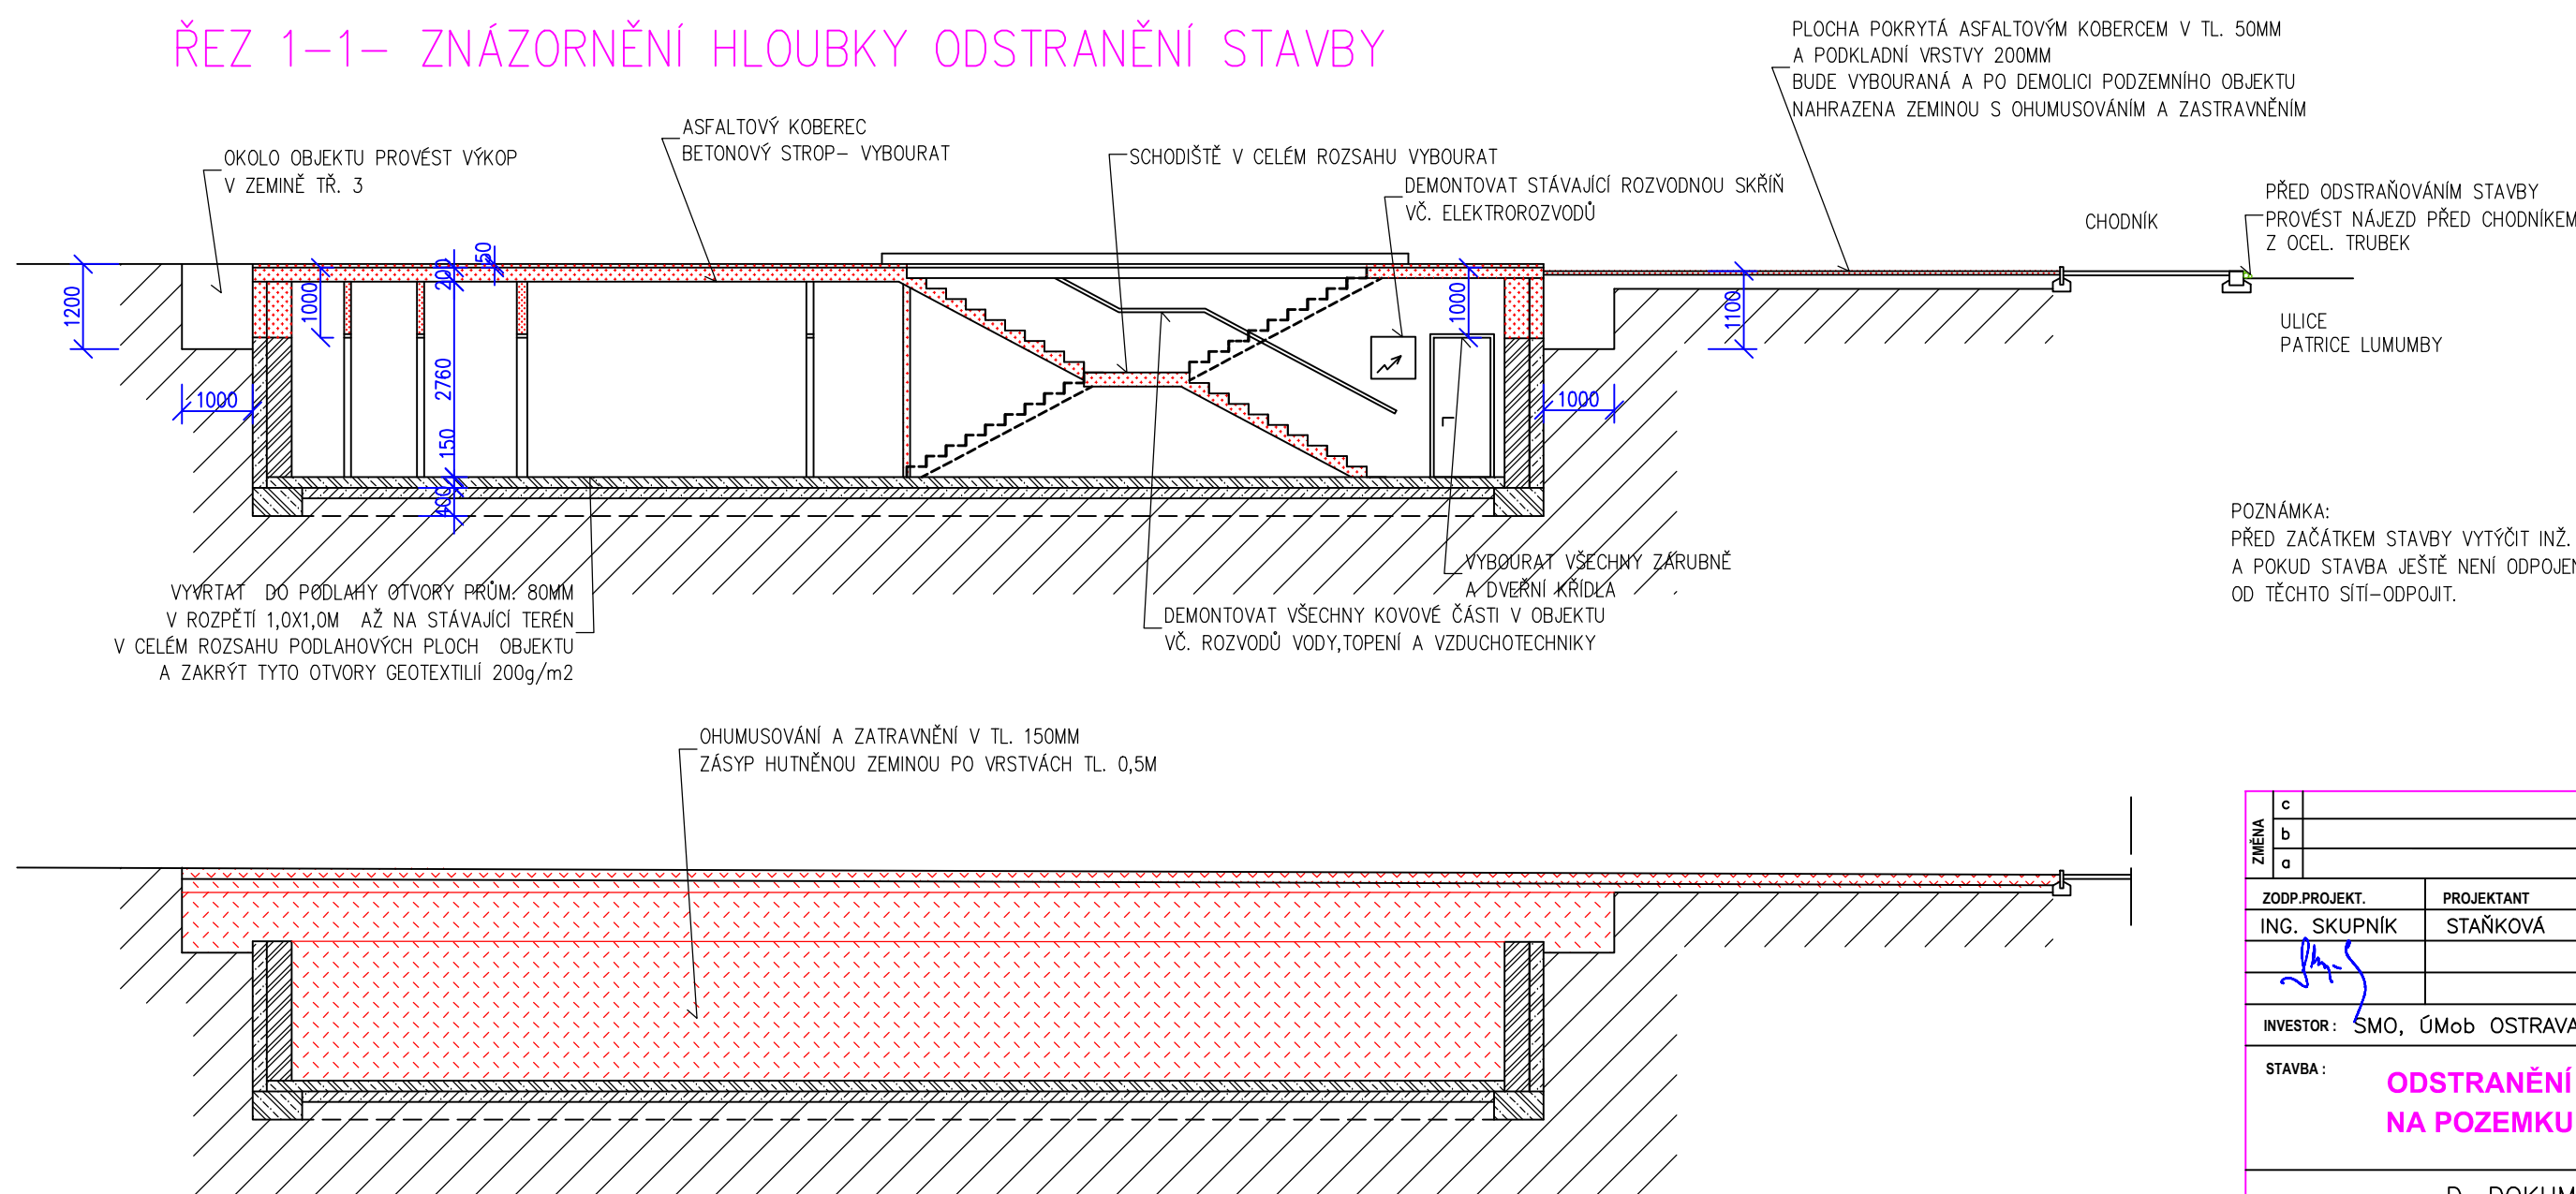 ŘEZ 1-1- ZNÁZORNĚNÍ HLOUBKY ODSTRANĚNÍ STAVBY
PLOCHA POKRYTÁ ASFALTOVÝM KOBERCEM V TL. 50MM
A PODKLADNÍ VRSTVY 200MM
BUDE VYBOURANÁ A PO DEMOLICI PODZEMNÍHO OBJEKTU
NAHRAZENA ZEMINOU S OHUMUSOVÁNÍM A ZASTRAVNĚNÍM
ASFALTOVÝ KOBEREC
BETONOVÝ STROP- VYBOURAT
OKOLO OBJEKTU PROVÉST VÝKOP
V ZEMINĚ TŘ. 3
SCHODIŠTĚ V CELÉM ROZSAHU VYBOURAT
DEMONTOVAT STÁVAJÍCÍ ROZVODNOU SKŘÍŇ
VČ. ELEKTROROZVODŮ
PŘED ODSTRAŇOVÁNÍM STAVBY
PROVÉST NÁJEZD PŘED CHODNÍKEM
Z OCEL. TRUBEK
CHODNÍK
ULICE
PATRICE LUMUMBY
1200
1000
1000
200
50
2760
150
400
1000
1000
1100
POZNÁMKA:
PŘED ZAČÁTKEM STAVBY VYTÝČIT INŽ.
A POKUD STAVBA JEŠTĚ NENÍ ODPOJEN
OD TĚCHTO SÍTÍ-ODPOJIT.
VYVRTAT DO PODLAHY OTVORY PRŮM. 80MM
V ROZPĚTÍ 1,0X1,0M AŽ NA STÁVAJÍCÍ TERÉN
V CELÉM ROZSAHU PODLAHOVÝCH PLOCH OBJEKTU
A ZAKRÝT TYTO OTVORY GEOTEXTILIÍ 200g/m2
VYBOURAT VŠECHNY ZÁRUBNĚ
A DVEŘNÍ KŘÍDLA
DEMONTOVAT VŠECHNY KOVOVÉ ČÁSTI V OBJEKTU
VČ. ROZVODŮ VODY,TOPENÍ A VZDUCHOTECHNIKY
OHUMUSOVÁNÍ A ZATRAVNĚNÍ V TL. 150MM
ZÁSYP HUTNĚNOU ZEMINOU PO VRSTVÁCH TL. 0,5M
ZMĚNA
c
b
a
ZODP.PROJEKT. PROJEKTANT
ING. SKUPNÍK STAŇKOVÁ
INVESTOR : SMO, ÚMob OSTRAVA
STAVBA :
ODSTRANĚNÍ
NA POZEMKU